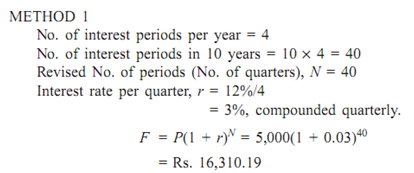 METHOD 1
No. of interest periods per year = 4
No. of interest periods in 10 years = 10 × 4 = 40
Revised No. of periods (No. of quarters), N = 40
Interest rate per quarter, r = 12%/4
= 3%, compounded quarterly.
F = P(1 + r)ᴺ = 5,000(1 + 0.03)⁴⁰
= Rs. 16,310.19